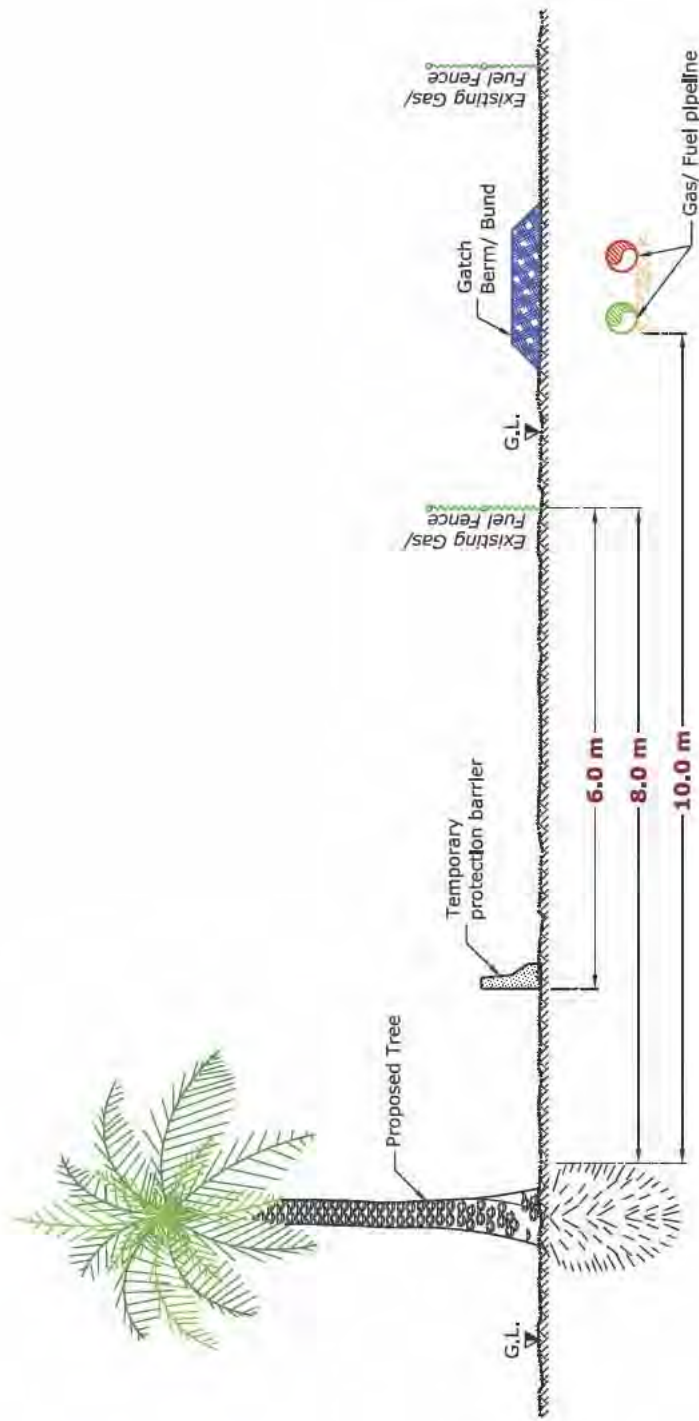 Proposed Tree
Temporary
protection barrier
Existing Gas/
Fuel Fence
Gatch
Berm/ Bund
Existing Gas/
Fuel Fence
G.L.
G.L.
6.0 m
8.0 m
10.0 m
Gas/ Fuel pipeline